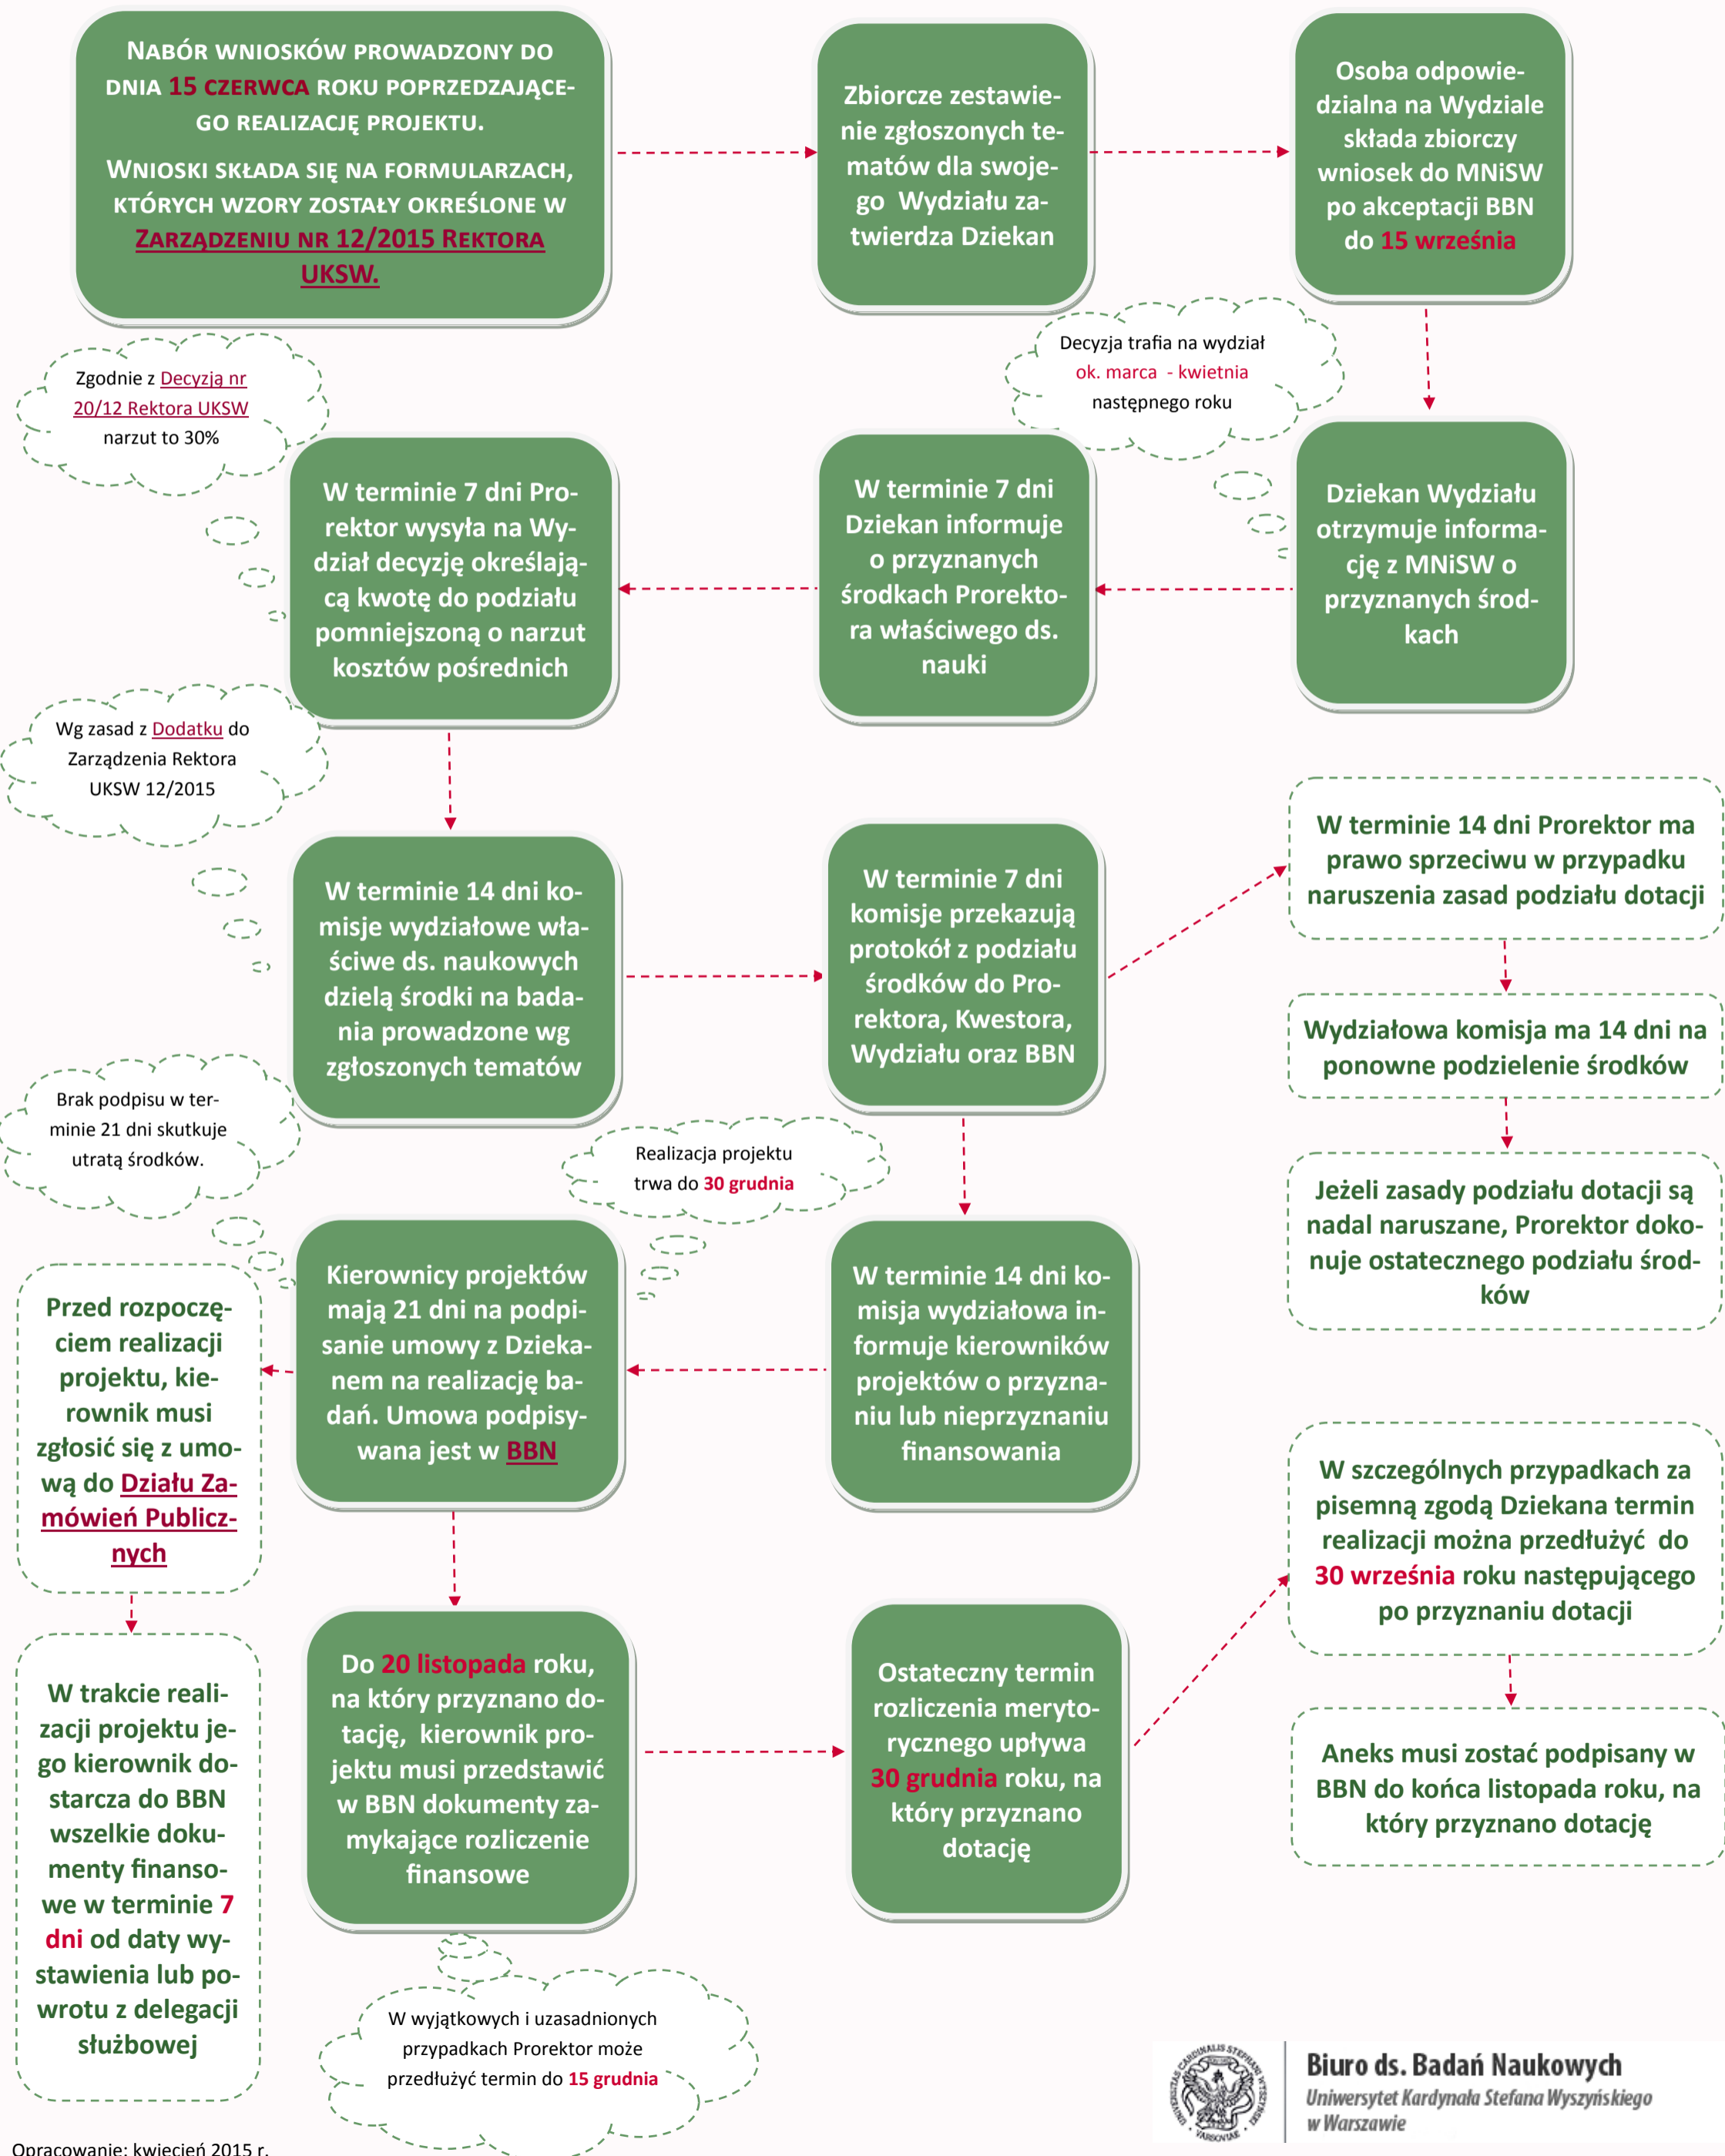 NABÓR WNIOSKÓW PROWADZONY DO
DNIA 15 CZERWCA ROKU POPRZEDZAJĄCE-
GO REALIZACJĘ PROJEKTU.
WNIOSKI SKŁADA SIĘ NA FORMULARZACH,
KTÓRYCH WZORY ZOSTAŁY OKREŚLONE W
ZARZĄDZENIU NR 12/2015 REKTORA
UKSW.
Zbiorcze zestawie-
nie zgłoszonych te-
matów dla swoje-
go Wydziału za-
twierdza Dziekan
Osoba odpowie-
dzialna na Wydziale
składa zbiorczy
wniosek do MNiSW
po akceptacji BBN
do 15 września
Decyzja trafia na wydział
ok. marca - kwietnia
następnego roku
Dziekan Wydziału
otrzymuje informa-
cję z MNiSW o
przyznanych środ-
kach
W terminie 7 dni
Dziekan informuje
o przyznanych
środkach Prorekto-
ra właściwego ds.
nauki
Zgodnie z Decyzją nr
20/12 Rektora UKSW
narzut to 30%
W terminie 7 dni Pro-
rektor wysyła na Wy-
dział decyzję określają-
cą kwotę do podziału
pomniejszoną o narzut
kosztów pośrednich
Wg zasad z Dodatku do
Zarządzenia Rektora
UKSW 12/2015
W terminie 14 dni ko-
misje wydziałowe wła-
ściwe ds. naukowych
dzielą środki na bada-
nia prowadzone wg
zgłoszonych tematów
W terminie 7 dni
komisje przekazują
protokół z podziału
środków do Pro-
rektora, Kwestora,
Wydziału oraz BBN
W terminie 14 dni Prorektor ma
prawo sprzeciwu w przypadku
naruszenia zasad podziału dotacji
Wydziałowa komisja ma 14 dni na
ponowne podzielenie środków
Jeżeli zasady podziału dotacji są
nadal naruszane, Prorektor doko-
nuje ostatecznego podziału środ-
ków
W terminie 14 dni ko-
misja wydziałowa in-
formuje kierowników
projektów o przyzna-
niu lub nieprzyznaniu
finansowania
Realizacja projektu
trwa do 30 grudnia
Brak podpisu w ter-
minie 21 dni skutkuje
utratą środków.
Kierownicy projektów
mają 21 dni na podpi-
sanie umowy z Dzieka-
nem na realizację ba-
dań. Umowa podpisy-
wana jest w BBN
Przed rozpoczę-
ciem realizacji
projektu, kie-
rownik musi
zgłosić się z umo-
wą do Działu Za-
mówień Publicz-
nych
W trakcie reali-
zacji projektu je-
go kierownik do-
starcza do BBN
wszelkie doku-
menty finanso-
we w terminie 7
dni od daty wy-
stawienia lub po-
wrotu z delegacji
służbowej
Do 20 listopada roku,
na który przyznano do-
tację, kierownik pro-
jektu musi przedstawić
w BBN dokumenty za-
mykające rozliczenie
finansowe
W wyjątkowych i uzasadnionych
przypadkach Prorektor może
przedłużyć termin do 15 grudnia
Ostateczny termin
rozliczenia meryto-
rycznego upływa
30 grudnia roku, na
który przyznano
dotację
W szczególnych przypadkach za
pisemną zgodą Dziekana termin
realizacji można przedłużyć do
30 września roku następującego
po przyznaniu dotacji
Aneks musi zostać podpisany w
BBN do końca listopada roku, na
który przyznano dotację
UNIVERSITAS CARDINALIS STEPHANI WYSZYŃSKI
VARSOVIAE
Biuro ds. Badań Naukowych
Uniwersytet Kardynała Stefana Wyszyńskiego
w Warszawie
Opracowanie: kwiecień 2015 r.